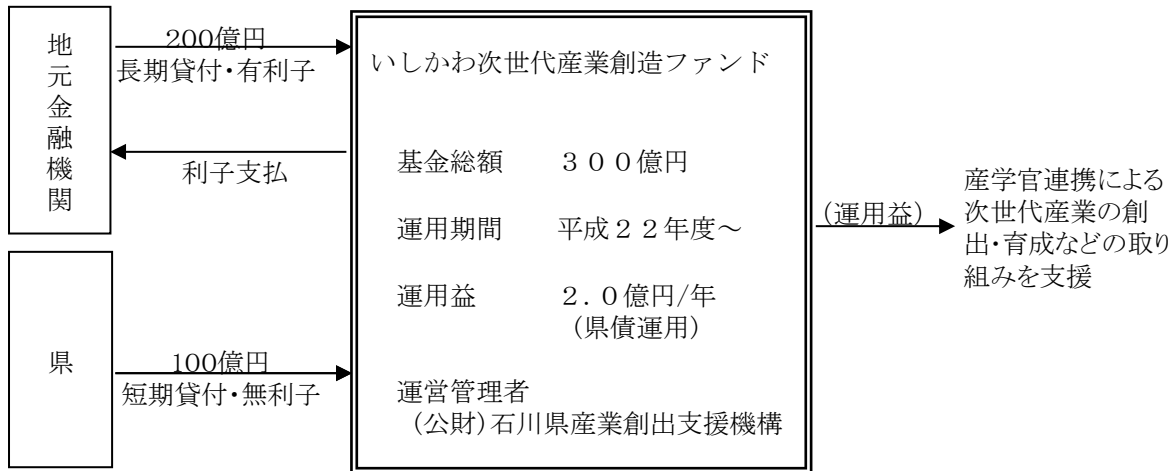 地元金融機関
200億円
長期貸付・有利子
利子支払
県
100億円
短期貸付・無利子
いしかわ次世代産業創造ファンド
基金総額 300億円
運用期間 平成22年度~
運用益 2.0億円/年
(県債運用)
運営管理者
(公財)石川県産業創出支援機構
(運用益)
産学官連携による
次世代産業の創
出・育成などの取り
組みを支援